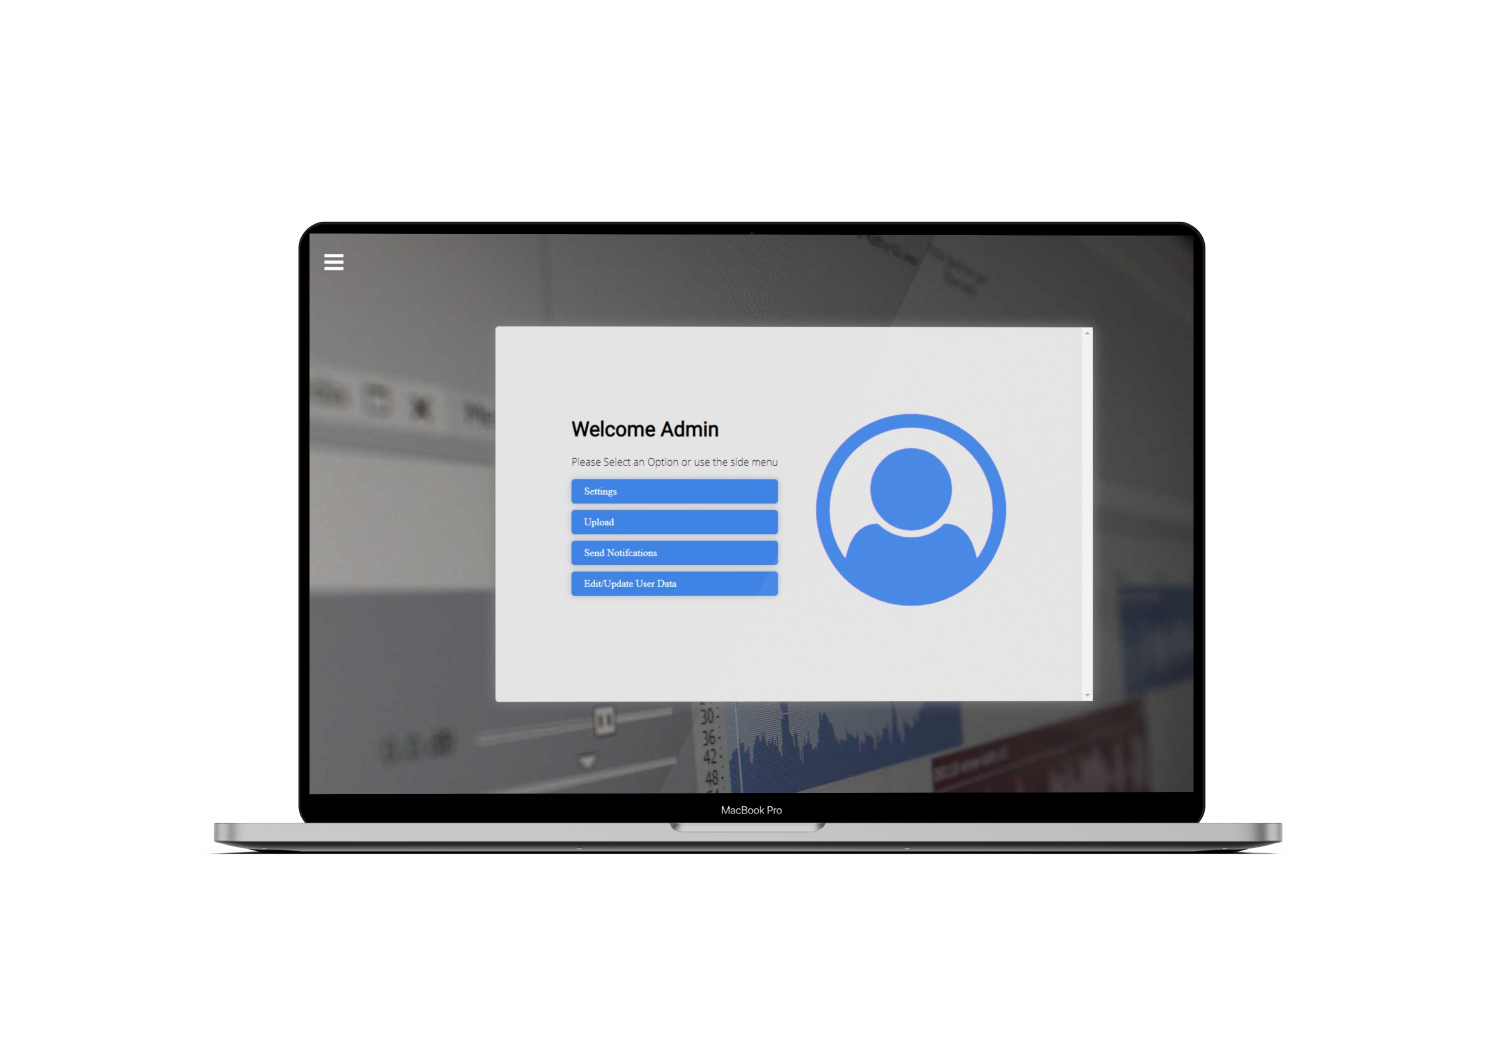 Welcome Admin
Please Select an Option or use the side menu
Settings
Upload
Send Notifcations
Edit/Update User Data
30-
36-
42-
48-
MacBook Pro